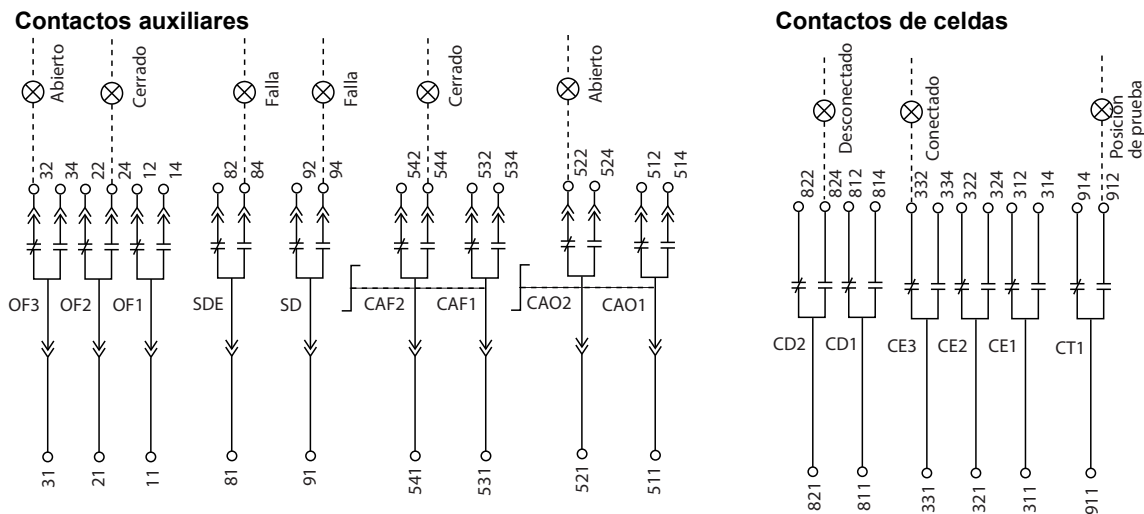 Contactos auxiliares
Abierto
Cerrado
Falla
Falla
Cerrado
Abierto
32
34
22
24
12
14
82
84
92
94
542
544
532
534
522
524
512
514
OF3
OF2
OF1
SDE
SD
CAF2
CAF1
CAO2
CAO1
31
21
11
81
91
541
531
521
511
Contactos de celdas
Desconectado
Conectado
Posición
de prueba
822
824
812
814
332
334
322
324
312
314
914
912
CD2
CD1
CE3
CE2
CE1
CT1
821
811
331
321
311
911